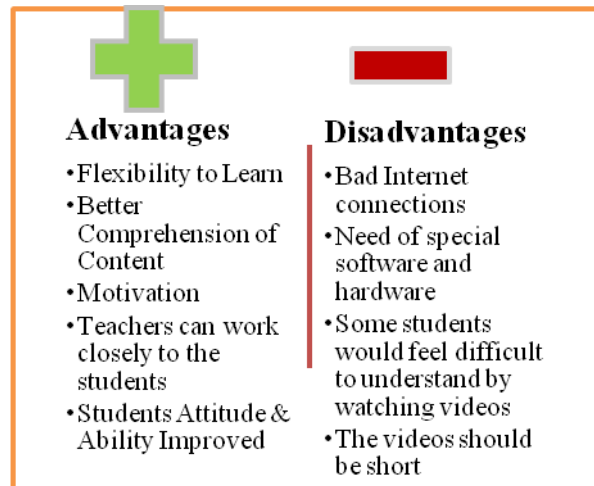 Advantages
•Flexibility to Learn
•Better
Comprehension of
Content
•Motivation
•Teachers can work
closely to the
students
•Students Attitude &
Ability Improved
Disadvantages
•Bad Internet
connections
•Need of special
software and
hardware
•Some students
would feel difficult
to understand by
watching videos
•The videos should
be short